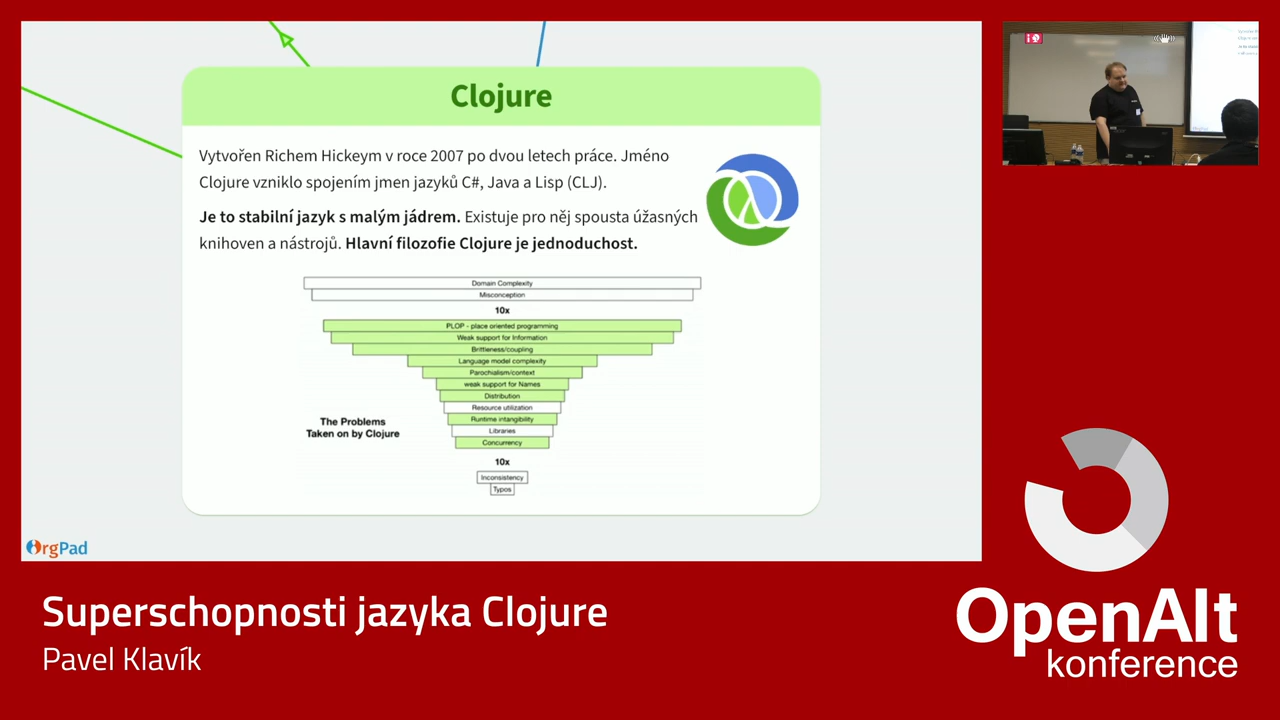 Clojure
Vytvořen Richem Hickeym v roce 2007 po dvou letech práce. Jméno
Clojure vzniklo spojením jmen jazyků C#, Java a Lisp (CLJ).
Je to stabilní jazyk s malým jádrem. Existuje pro něj spousta úžasných
knihoven a nástrojů. Hlavní filozofie Clojure je jednoduchost.
Domain Complexity
Misconception
10x
PLOP - place oriented programming
Weak support for Information
Brittleness/coupling
Language model complexity
Parochialism/context
weak support for Names
Distribution
Resource utilization
Runtime intangibility
Libraries
Concurrency
The Problems
Taken on by Clojure
10x
Inconsistency
Typos
OrgPad
Superschopnosti jazyka Clojure
Pavel Klavík
OpenAlt
konference